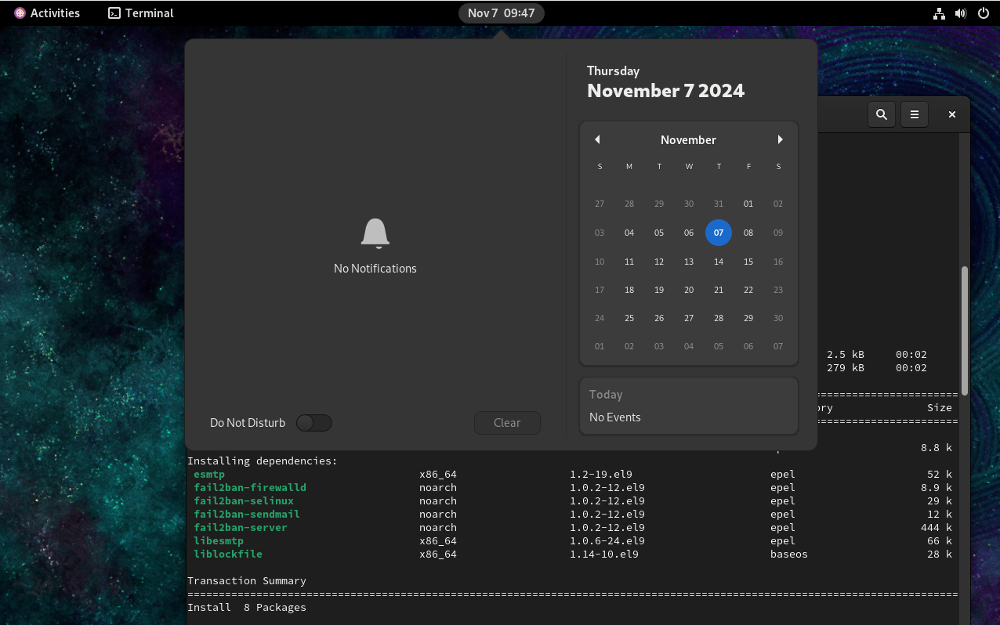 Activities Terminal Nov 7 09:47
Thursday
November 7 2024
November
S M T W T F S
27 28 29 30 31 01 02
03 04 05 06 07 08 09
10 11 12 13 14 15 16
17 18 19 20 21 22 23
24 25 26 27 28 29 30
01 02 03 04 05 06 07
No Notifications
Do Not Disturb Clear
Today
No Events
2.5 kB 00:02
279 kB 00:02
================================
ory Size
================================
8.8 k
Installing dependencies:
esmtp x86_64 1.2-19.el9 epel 52 k
fail2ban-firewalld noarch 1.0.2-12.el9 epel 8.9 k
fail2ban-selinux noarch 1.0.2-12.el9 epel 29 k
fail2ban-sendmail noarch 1.0.2-12.el9 epel 12 k
fail2ban-server noarch 1.0.2-12.el9 epel 444 k
libesmtp x86_64 1.0.6-24.el9 epel 66 k
liblockfile x86_64 1.14-10.el9 baseos 28 k
Transaction Summary
================================
Install 8 Packages